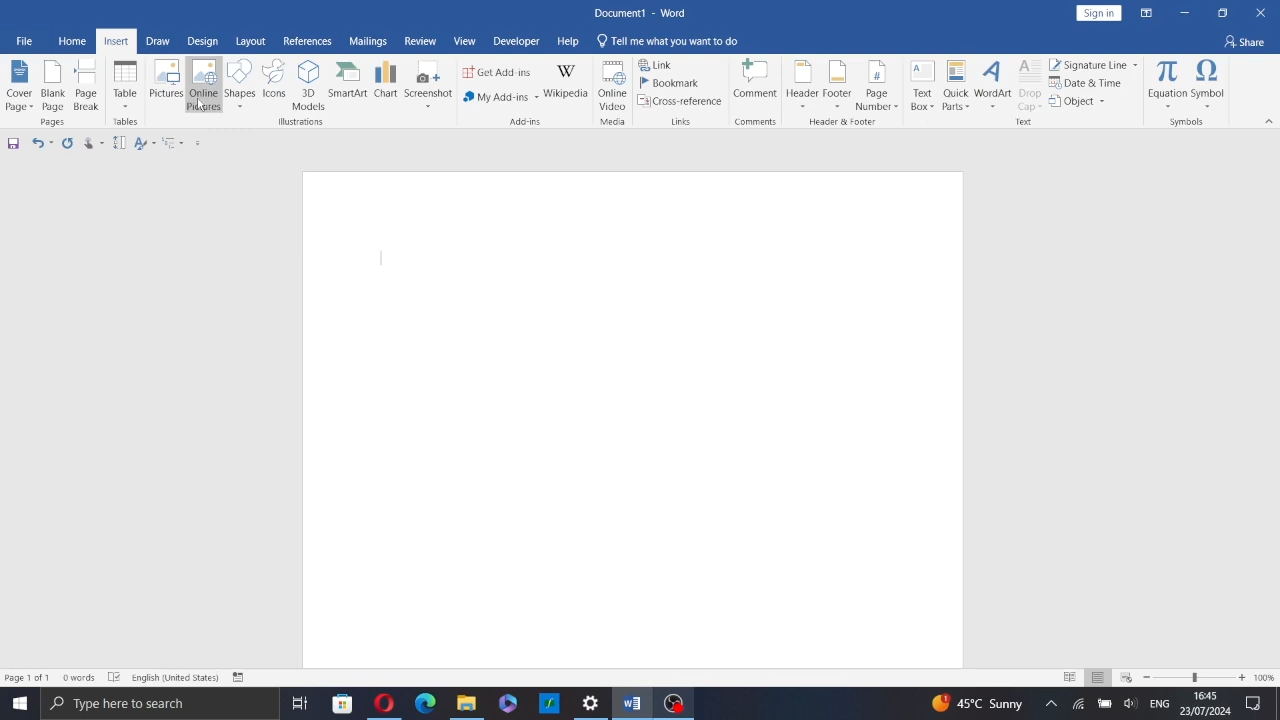 Document1 - Word
Sign in
File Home Insert Draw Design Layout References Mailings Review View Developer Help Tell me what you want to do Share
Cover Page Blank Page Page Break Table Pictures Online Pictures Shapes Icons 3D Models SmartArt Chart Screenshot Get Add-ins My Add-ins Wikipedia Online Video Link Bookmark Cross-reference Comment Header Footer Page Number Text Box Quick Parts WordArt Drop Cap Signature Line Date & Time Object Equation Symbol
Pages Tables Illustrations Add-ins Media Links Comments Header & Footer Text Symbols
Page 1 of 1 0 words English (United States) 100%
Type here to search 45°C Sunny ENG 16:45
23/07/2024